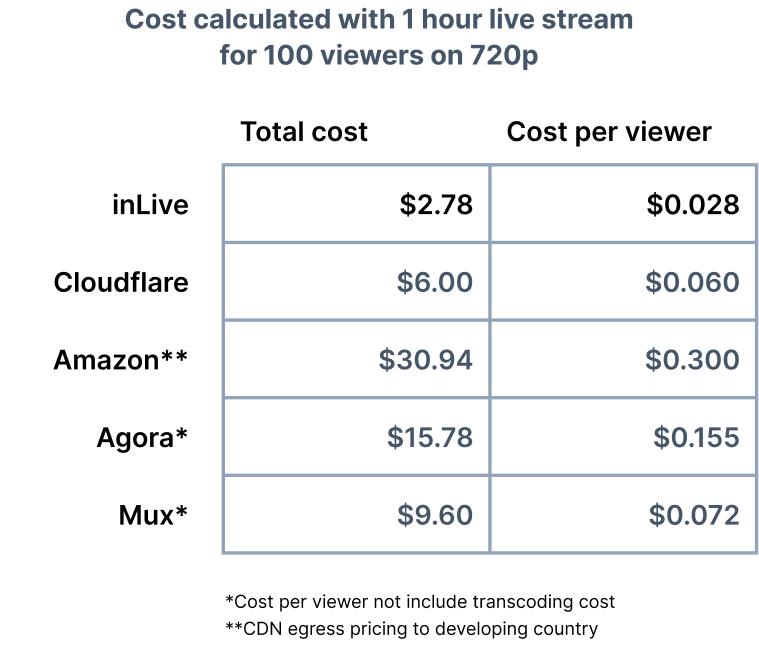 Cost calculated with 1 hour live stream
for 100 viewers on 720p
Total cost Cost per viewer
inLive $2.78 $0.028
Cloudflare $6.00 $0.060
Amazon** $30.94 $0.300
Agora* $15.78 $0.155
Mux* $9.60 $0.072
*Cost per viewer not include transcoding cost
**CDN egress pricing to developing country